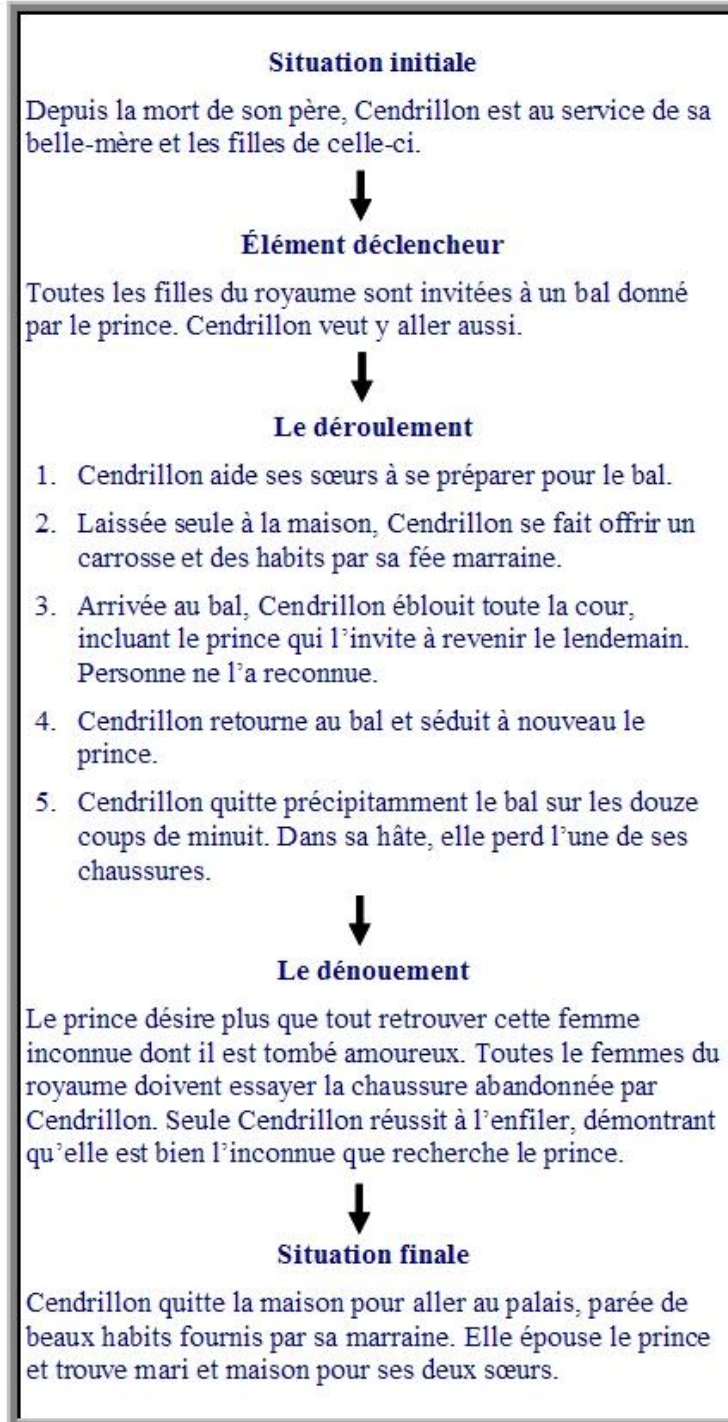 Situation initiale
Depuis la mort de son père, Cendrillon est au service de sa
belle-mère et les filles de celle-ci.
Élément déclencheur
Toutes les filles du royaume sont invitées à un bal donné
par le prince. Cendrillon veut y aller aussi.
Le déroulement
1. Cendrillon aide ses sœurs à se préparer pour le bal.
2. Laissée seule à la maison, Cendrillon se fait offrir un
carrosse et des habits par sa fée marraine.
3. Arrivée au bal, Cendrillon éblouit toute la cour,
incluant le prince qui l’invite à revenir le lendemain.
Personne ne l’a reconnue.
4. Cendrillon retourne au bal et séduit à nouveau le
prince.
5. Cendrillon quitte précipitamment le bal sur les douze
coups de minuit. Dans sa hâte, elle perd l’une de ses
chaussures.
Le dénouement
Le prince désire plus que tout retrouver cette femme
inconnue dont il est tombé amoureux. Toutes le femmes du
royaume doivent essayer la chaussure abandonnée par
Cendrillon. Seule Cendrillon réussit à l’enfiler, démontrant
qu’elle est bien l’inconnue que recherche le prince.
Situation finale
Cendrillon quitte la maison pour aller au palais, parée de
beaux habits fournis par sa marraine. Elle épouse le prince
et trouve mari et maison pour ses deux sœurs.